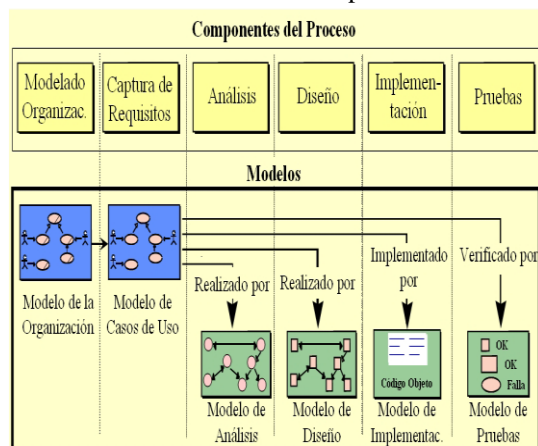 Componentes del Proceso
Modelado
Organizac.
Captura de
Requisitos
Análisis
Diseño
Implemen-
tación
Pruebas
Modelos
Modelo de la
Organización
Modelo de
Casos de Uso
Realizado por
Realizado por
Implementado
por
Verificado por
Código Objeto
OK
OK
Falla
Modelo de
Análisis
Modelo de
Diseño
Modelo de
Implementac.
Modelo de
Pruebas